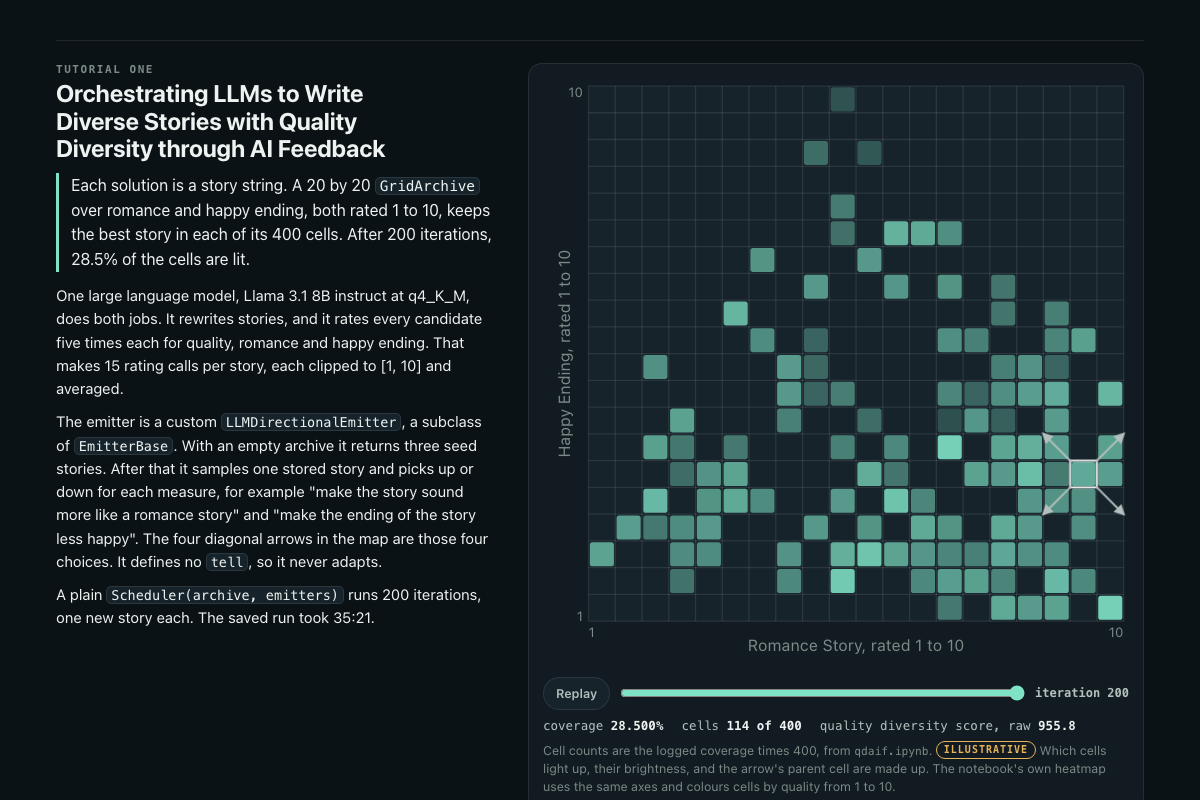 TUTORIAL ONE
Orchestrating LLMs to Write
Diverse Stories with Quality
Diversity through AI Feedback
Each solution is a story string. A 20 by 20 GridArchive
over romance and happy ending, both rated 1 to 10, keeps
the best story in each of its 400 cells. After 200 iterations,
28.5% of the cells are lit.
One large language model, Llama 3.1 8B instruct at q4_K_M,
does both jobs. It rewrites stories, and it rates every candidate
five times each for quality, romance and happy ending. That
makes 15 rating calls per story, each clipped to [1, 10] and
averaged.
The emitter is a custom LLMDirectionalEmitter, a subclass
of EmitterBase. With an empty archive it returns three seed
stories. After that it samples one stored story and picks up or
down for each measure, for example "make the story sound
more like a romance story" and "make the ending of the story
less happy". The four diagonal arrows in the map are those four
choices. It defines no tell, so it never adapts.
A plain Scheduler(archive, emitters) runs 200 iterations,
one new story each. The saved run took 35:21.
10
Happy Ending, rated 1 to 10
1
1
10
Romance Story, rated 1 to 10
Replay
iteration 200
coverage 28.500% cells 114 of 400 quality diversity score, raw 955.8
Cell counts are the logged coverage times 400, from qdaif.ipynb. ILLUSTRATIVE Which cells
light up, their brightness, and the arrow's parent cell are made up. The notebook's own heatmap
uses the same axes and colours cells by quality from 1 to 10.